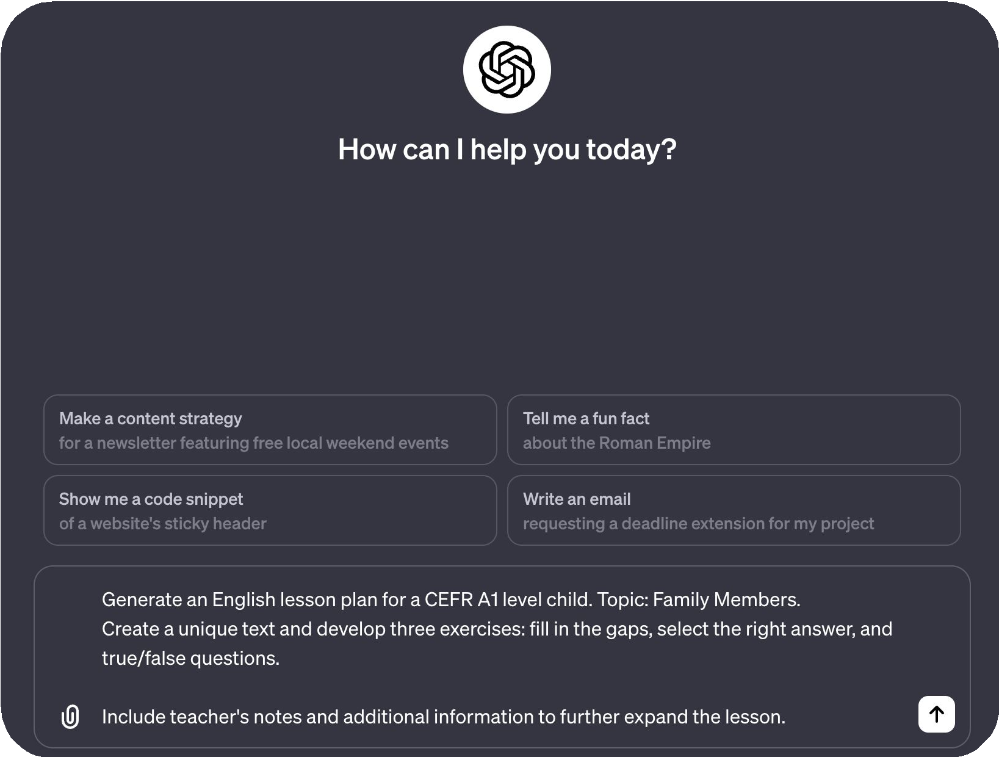 How can I help you today?
Make a content strategy
for a newsletter featuring free local weekend events
Tell me a fun fact
about the Roman Empire
Show me a code snippet
of a website's sticky header
Write an email
requesting a deadline extension for my project
Generate an English lesson plan for a CEFR A1 level child. Topic: Family Members.
Create a unique text and develop three exercises: fill in the gaps, select the right answer, and
true/false questions.
Include teacher's notes and additional information to further expand the lesson.